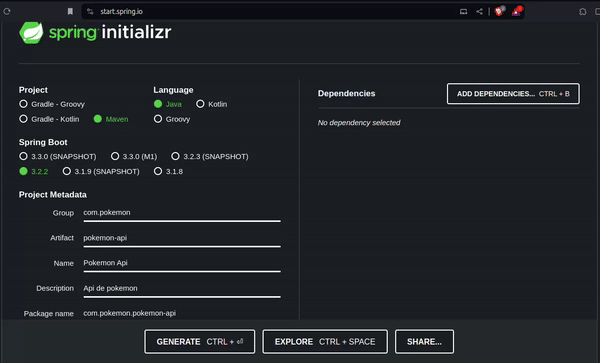 start.spring.io
spring initializr
Project
Gradle - Groovy
Gradle - Kotlin Maven
Language
Java Kotlin
Groovy
Spring Boot
3.3.0 (SNAPSHOT) 3.3.0 (M1) 3.2.3 (SNAPSHOT)
3.2.2 3.1.9 (SNAPSHOT) 3.1.8
Project Metadata
Group com.pokemon
Artifact pokemon-api
Name Pokemon Api
Description Api de pokemon
Package name com.pokemon.pokemon-api
Dependencies ADD DEPENDENCIES... CTRL + B
No dependency selected
GENERATE CTRL + ⏎ EXPLORE CTRL + SPACE SHARE...